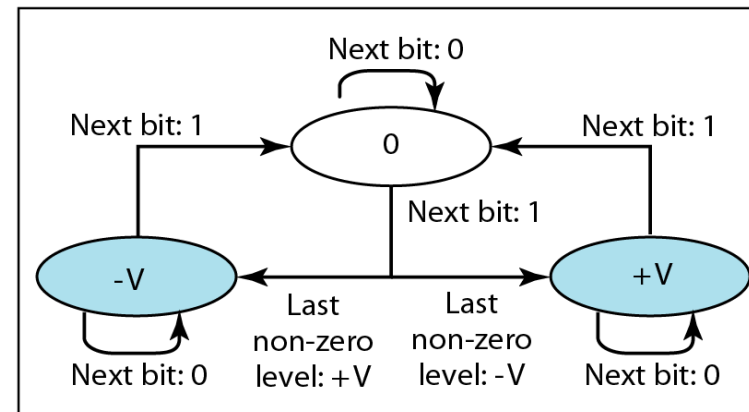 Next bit: 0
Next bit: 1
Next bit: 1
0
Next bit: 1
-V
+V
Last
non-zero
level: +V
Last
non-zero
level: -V
Next bit: 0
Next bit: 0